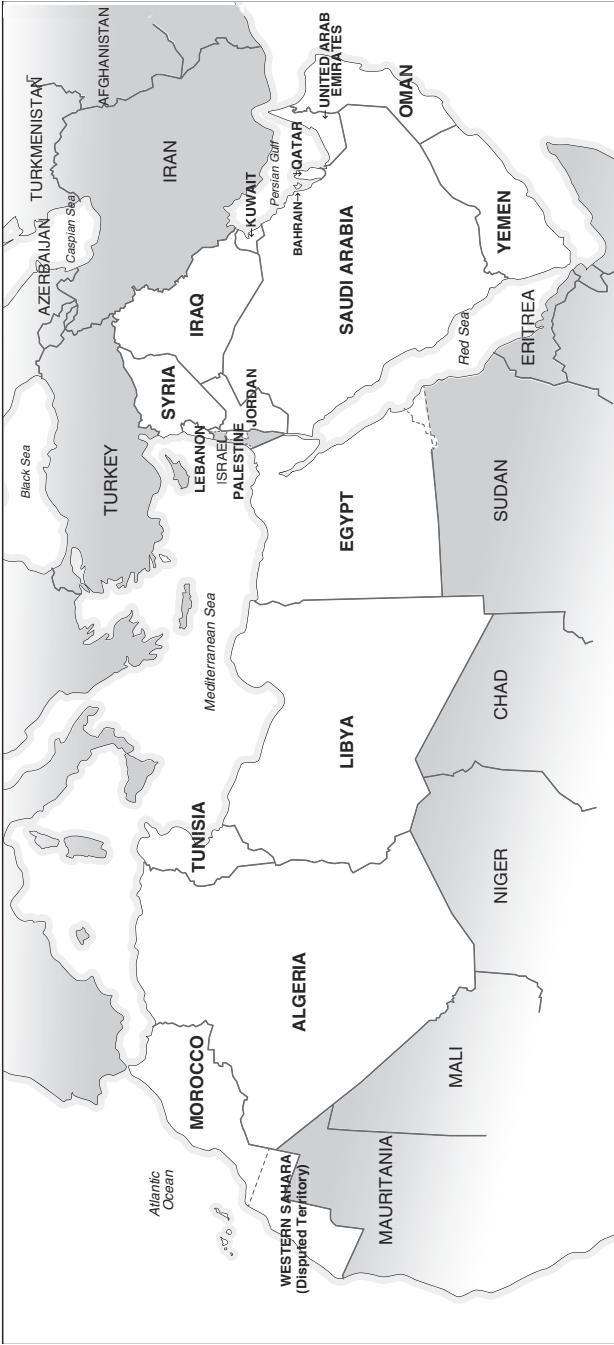 Black Sea
AZERBAIJAN
TURKMENISTAN
Caspian Sea
AFGHANISTAN
TURKEY
IRAN
Atlantic
Ocean
MOROCCO
TUNISIA
Mediterranean Sea
LEBANON
SYRIA
IRAQ
ISRAEL
PALESTINE
JORDAN
KUWAIT
Persian Gulf
BAHRAIN
QATAR
UNITED ARAB
EMIRATES
WESTERN SAHARA
(Disputed Territory)
ALGERIA
LIBYA
EGYPT
SAUDI ARABIA
OMAN
MAURITANIA
MALI
NIGER
CHAD
SUDAN
Red Sea
ERITREA
YEMEN